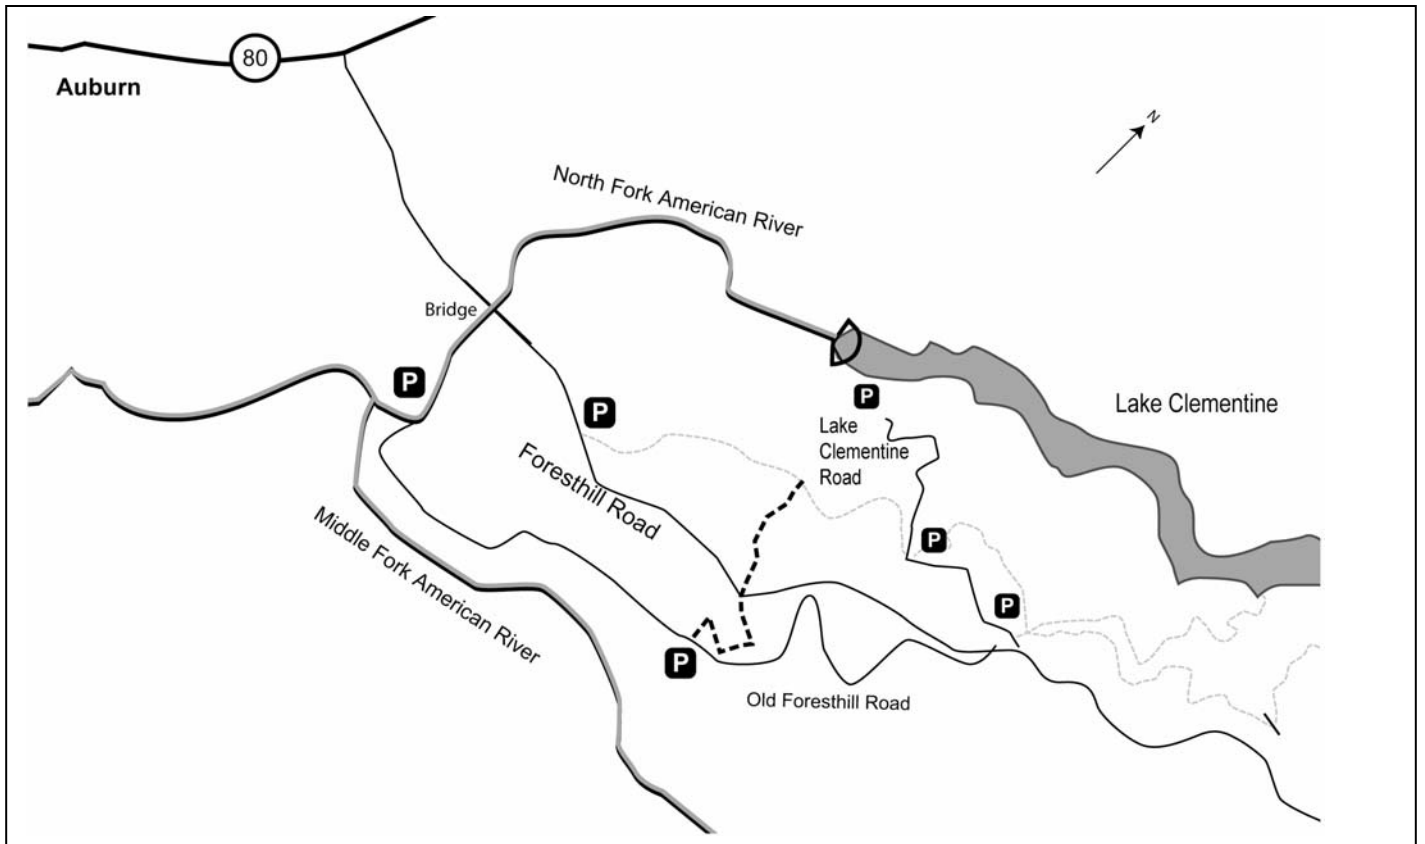 80
Auburn
N
North Fork American River
Bridge
P
P
P
Lake Clementine
Lake
Clementine
Road
Foresthill Road
Middle Fork American River
P
P
P
Old Foresthill Road